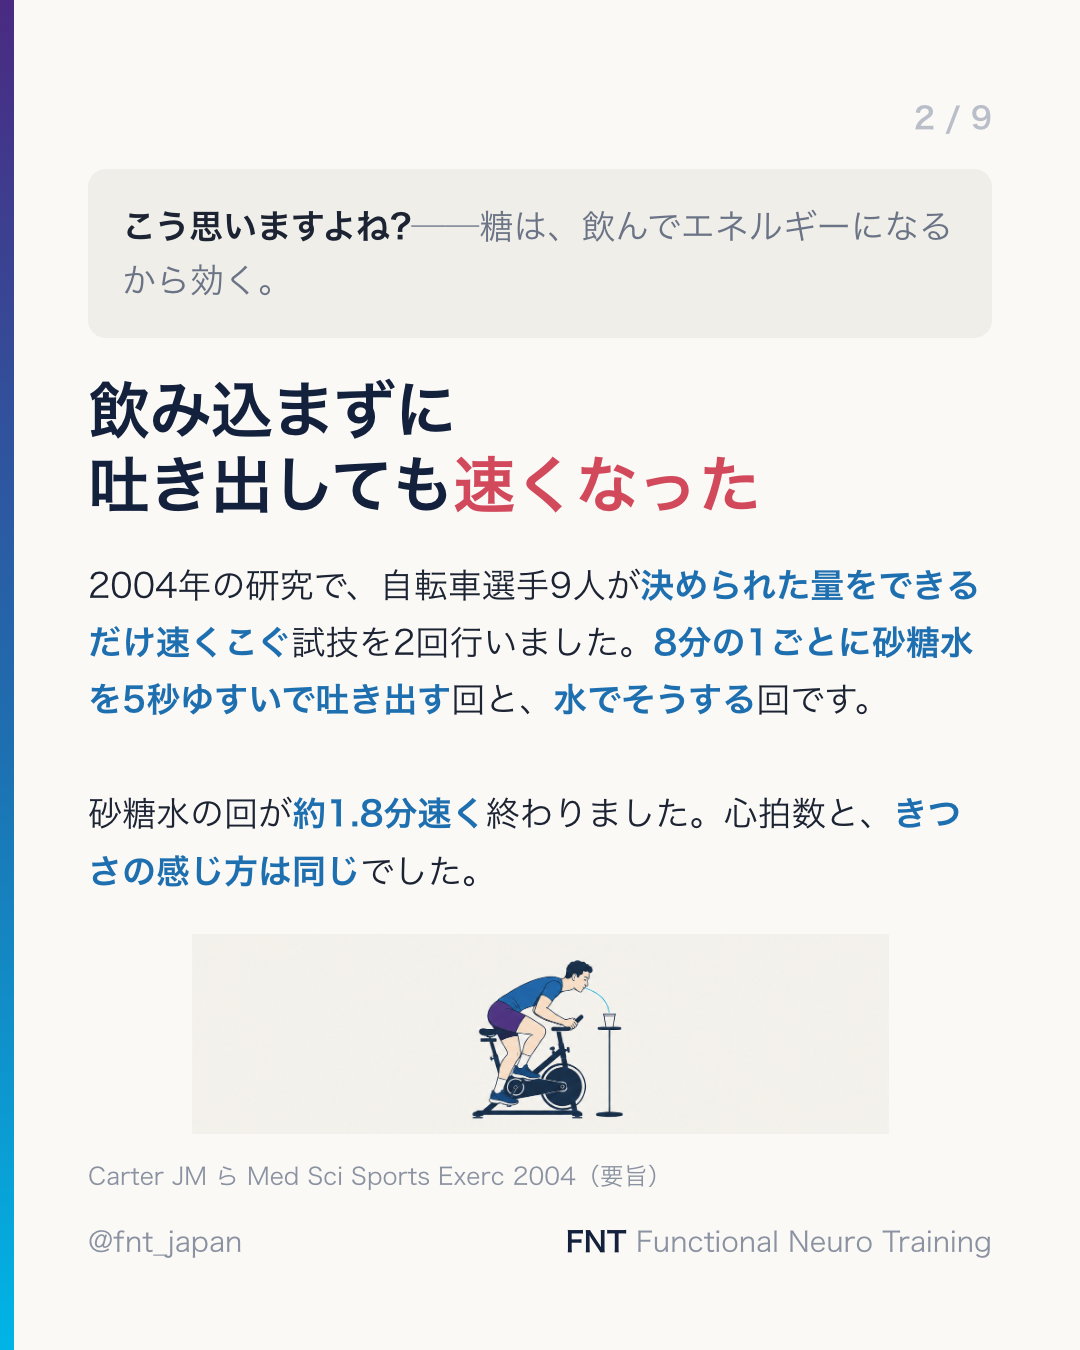 2 / 9
こう思いますよね?――糖は、飲んでエネルギーになる
から効く。
飲み込まずに
吐き出しても速くなった
2004年の研究で、自転車選手9人が決められた量をできる
だけ速くこぐ試技を2回行いました。8分の1ごとに砂糖水
を5秒ゆすいで吐き出す回と、水でそうする回です。
砂糖水の回が約1.8分速く終わりました。心拍数と、きつ
さの感じ方は同じでした。
Carter JM ら Med Sci Sports Exerc 2004（要旨）
@fnt_japan
FNT Functional Neuro Training